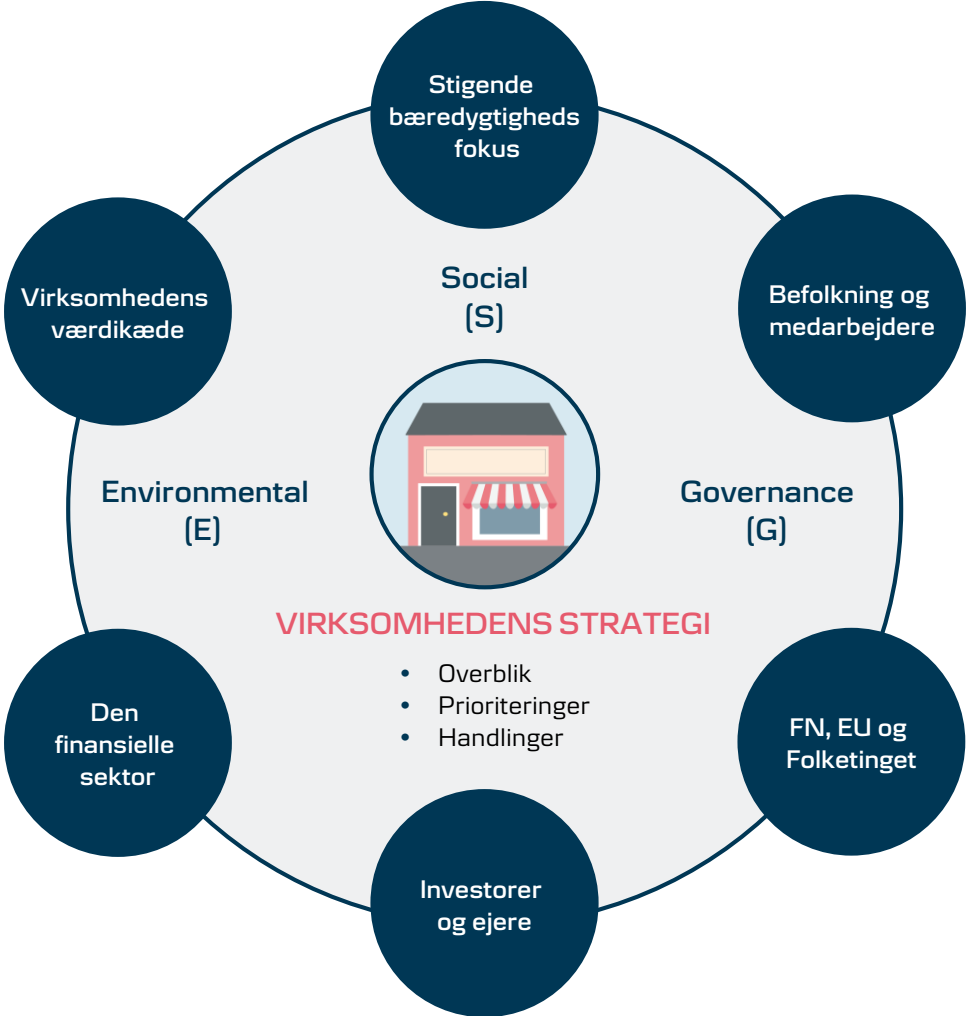 Stigende
bæredygtigheds
fokus
Virksomhedens
værdikæde
Befolkning og
medarbejdere
Social
(S)
Environmental
(E)
Governance
(G)
VIRKSOMHEDENS STRATEGI
• Overblik
• Prioriteringer
• Handlinger
Den
finansielle
sektor
FN, EU og
Folketinget
Investorer
og ejere